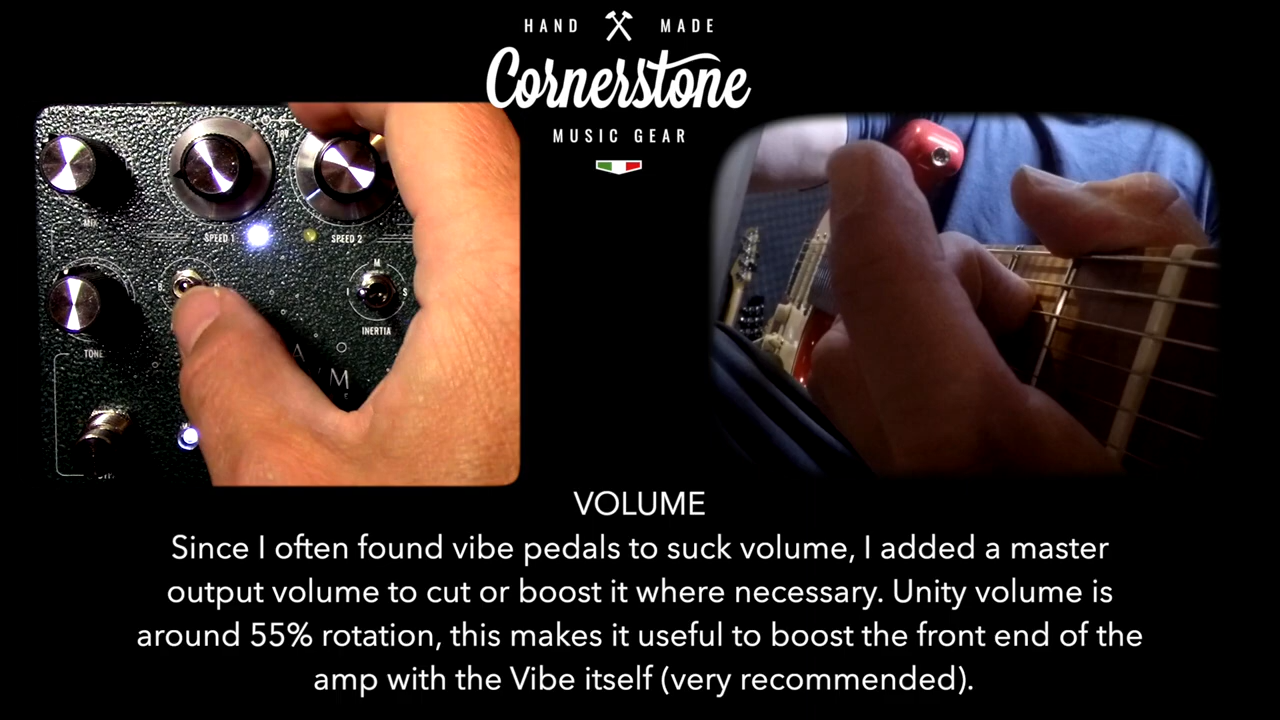 HAND MADE
Cornerstone
MUSIC GEAR
MIX
SPEED 1
SPEED 2
M
INERTIA
TONE
VOLUME
Since I often found vibe pedals to suck volume, I added a master
output volume to cut or boost it where necessary. Unity volume is
around 55% rotation, this makes it useful to boost the front end of the
amp with the Vibe itself (very recommended).